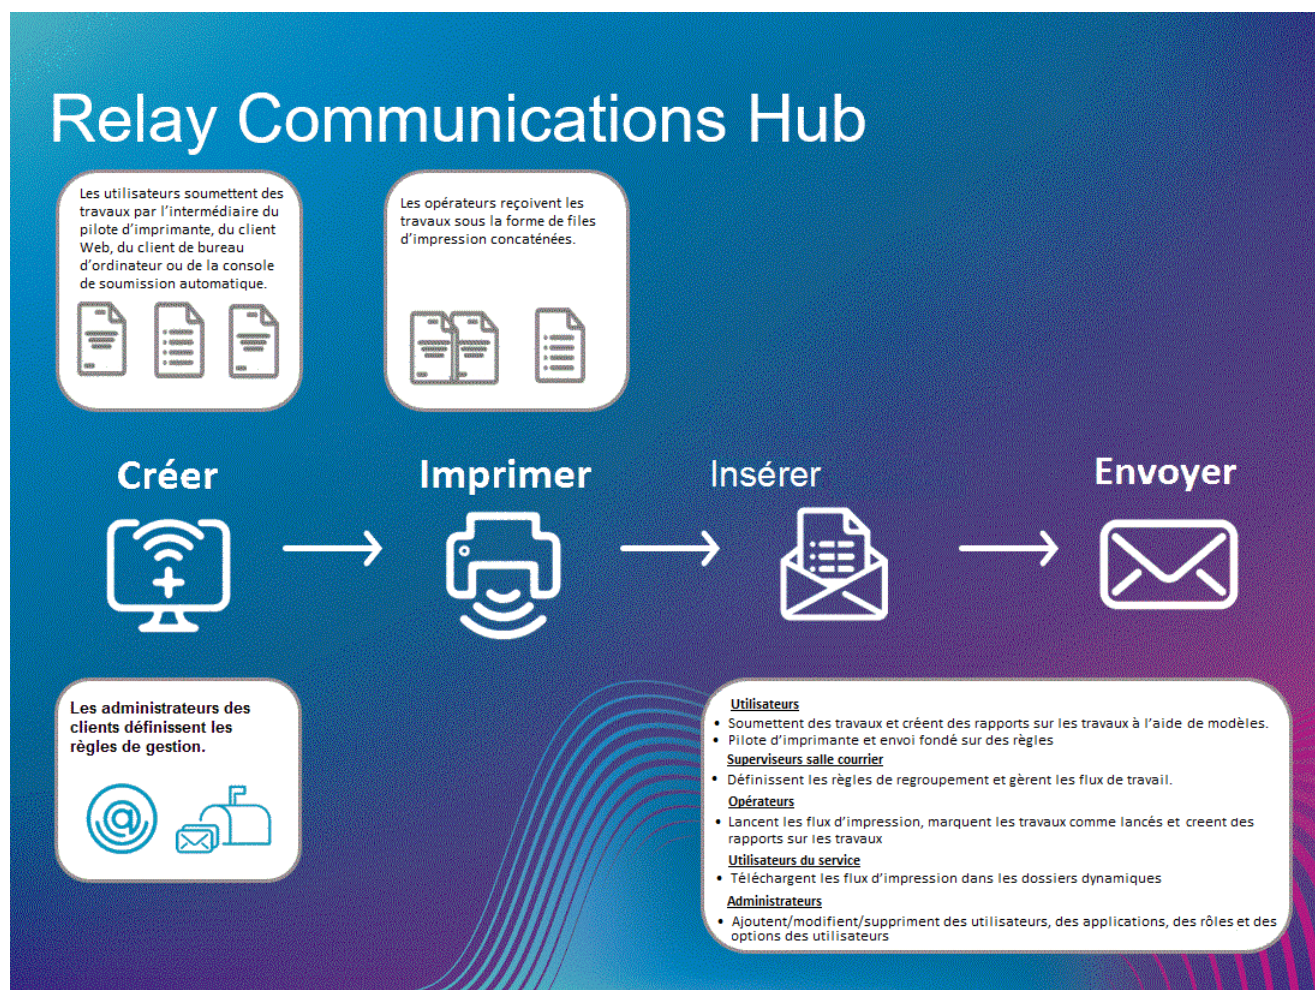 Relay Communications Hub
Les utilisateurs soumettent des
travaux par l’intermédiaire du
pilote d’imprimante, du client
Web, du client de bureau
d’ordinateur ou de la console
de soumission automatique.
Les opérateurs reçoivent les
travaux sous la forme de files
d’impression concaténées.
Créer
Imprimer
Insérer
Envoyer
Les administrateurs des
clients définissent les
règles de gestion.
@
Utilisateurs
• Soumettent des travaux et créent des rapports sur les travaux à l’aide de modèles.
• Pilote d’imprimante et envoi fondé sur des règles
Superviseurs salle courrier
• Définissent les règles de regroupement et gèrent les flux de travail.
Opérateurs
• Lancent les flux d’impression, marquent les travaux comme lancés et creent des
rapports sur les travaux
Utilisateurs du service
• Téléchargent les flux d’impression dans les dossiers dynamiques
Administrateurs
• Ajoutent/modifient/suppriment des utilisateurs, des applications, des rôles et des
options des utilisateurs